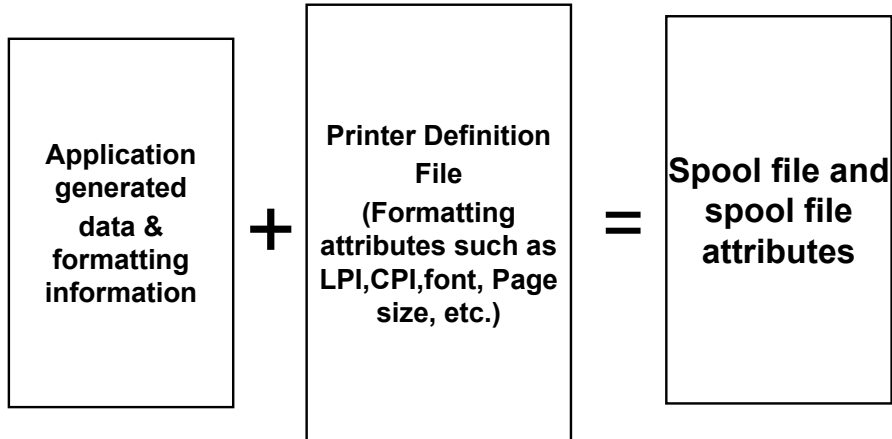 Application
generated
data &
formatting
information
+
Printer Definition
File
(Formatting
attributes such as
LPI,CPI,font, Page
size, etc.)
=
Spool file and
spool file
attributes